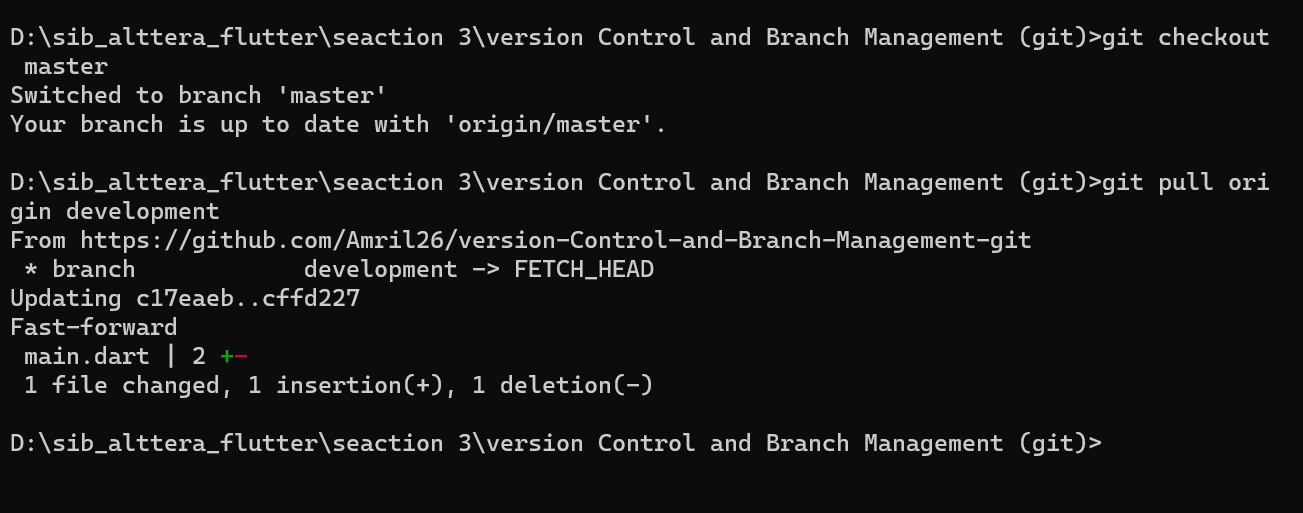 D:\sib_alttera_flutter\seaction 3\version Control and Branch Management (git)>git checkout
 master
Switched to branch 'master'
Your branch is up to date with 'origin/master'.
D:\sib_alttera_flutter\seaction 3\version Control and Branch Management (git)>git pull ori
gin development
From https://github.com/Amril26/version-Control-and-Branch-Management-git
 * branch            development -> FETCH_HEAD
Updating c17eaeb..cffd227
Fast-forward
 main.dart | 2 +-
 1 file changed, 1 insertion(+), 1 deletion(-)
D:\sib_alttera_flutter\seaction 3\version Control and Branch Management (git)>